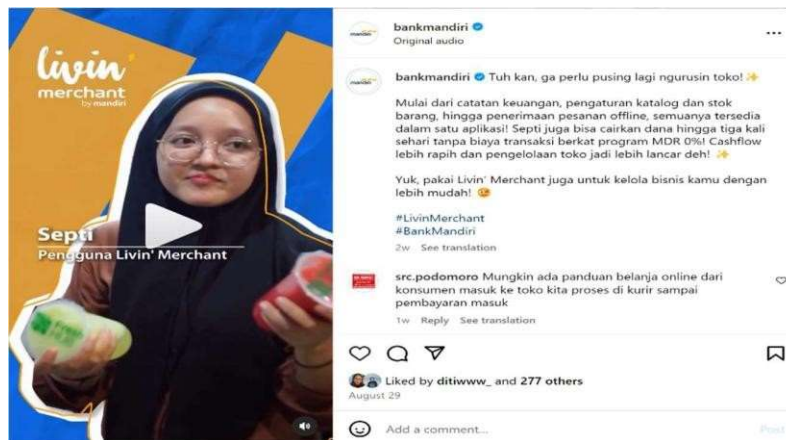 livin'
merchant
by mandiri
Septi
Pengguna Livin' Merchant
Fresh
mandiri
bankmandiri
Original audio
mandiri
bankmandiri Tuh kan, ga perlu pusing lagi ngurusin toko! ✨
Mulai dari catatan keuangan, pengaturan katalog dan stok
barang, hingga penerimaan pesanan offline, semuanya tersedia
dalam satu aplikasi! Septi juga bisa cairkan dana hingga tiga kali
sehari tanpa biaya transaksi berkat program MDR 0%! Cashflow
lebih rapih dan pengelolaan toko jadi lebih lancar deh! ✨
Yuk, pakai Livin' Merchant juga untuk kelola bisnis kamu dengan
lebih mudah! 😉
#LivinMerchant
#BankMandiri
2w See translation
src.podomoro Mungkin ada panduan belanja online dari
konsumen masuk ke toko kita proses di kurir sampai
pembayaran masuk
1w Reply See translation
Liked by ditiwww_ and 277 others
August 29
Add a comment...
Post